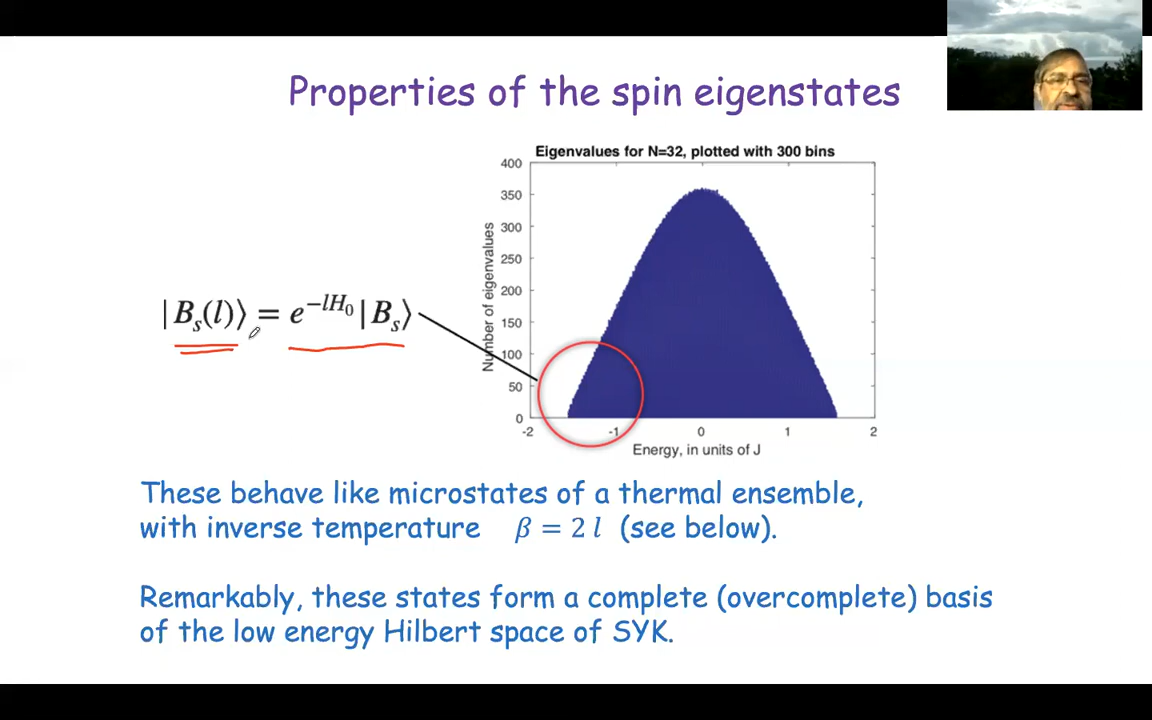 Properties of the spin eigenstates
Eigenvalues for N=32, plotted with 300 bins
400
350
300
250
200
150
100
50
0
Number of eigenvalues
-2
-1
0
1
2
Energy, in units of J
|B_s(l)⟩ = e^{-lH_0}|B_s⟩
These behave like microstates of a thermal ensemble,
with inverse temperature β = 2 l (see below).
Remarkably, these states form a complete (overcomplete) basis
of the low energy Hilbert space of SYK.